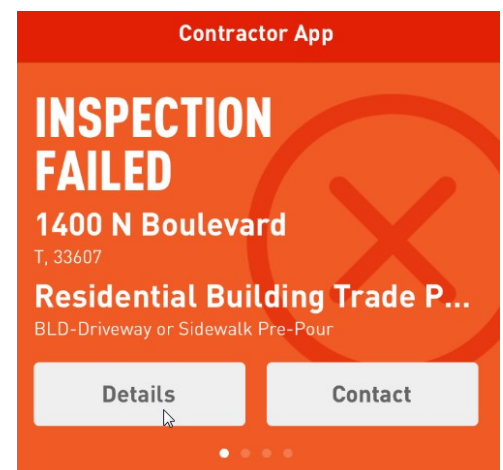 Contractor App
INSPECTION
FAILED
1400 N Boulevard
T, 33607
Residential Building Trade P...
BLD-Driveway or Sidewalk Pre-Pour
Details
Contact